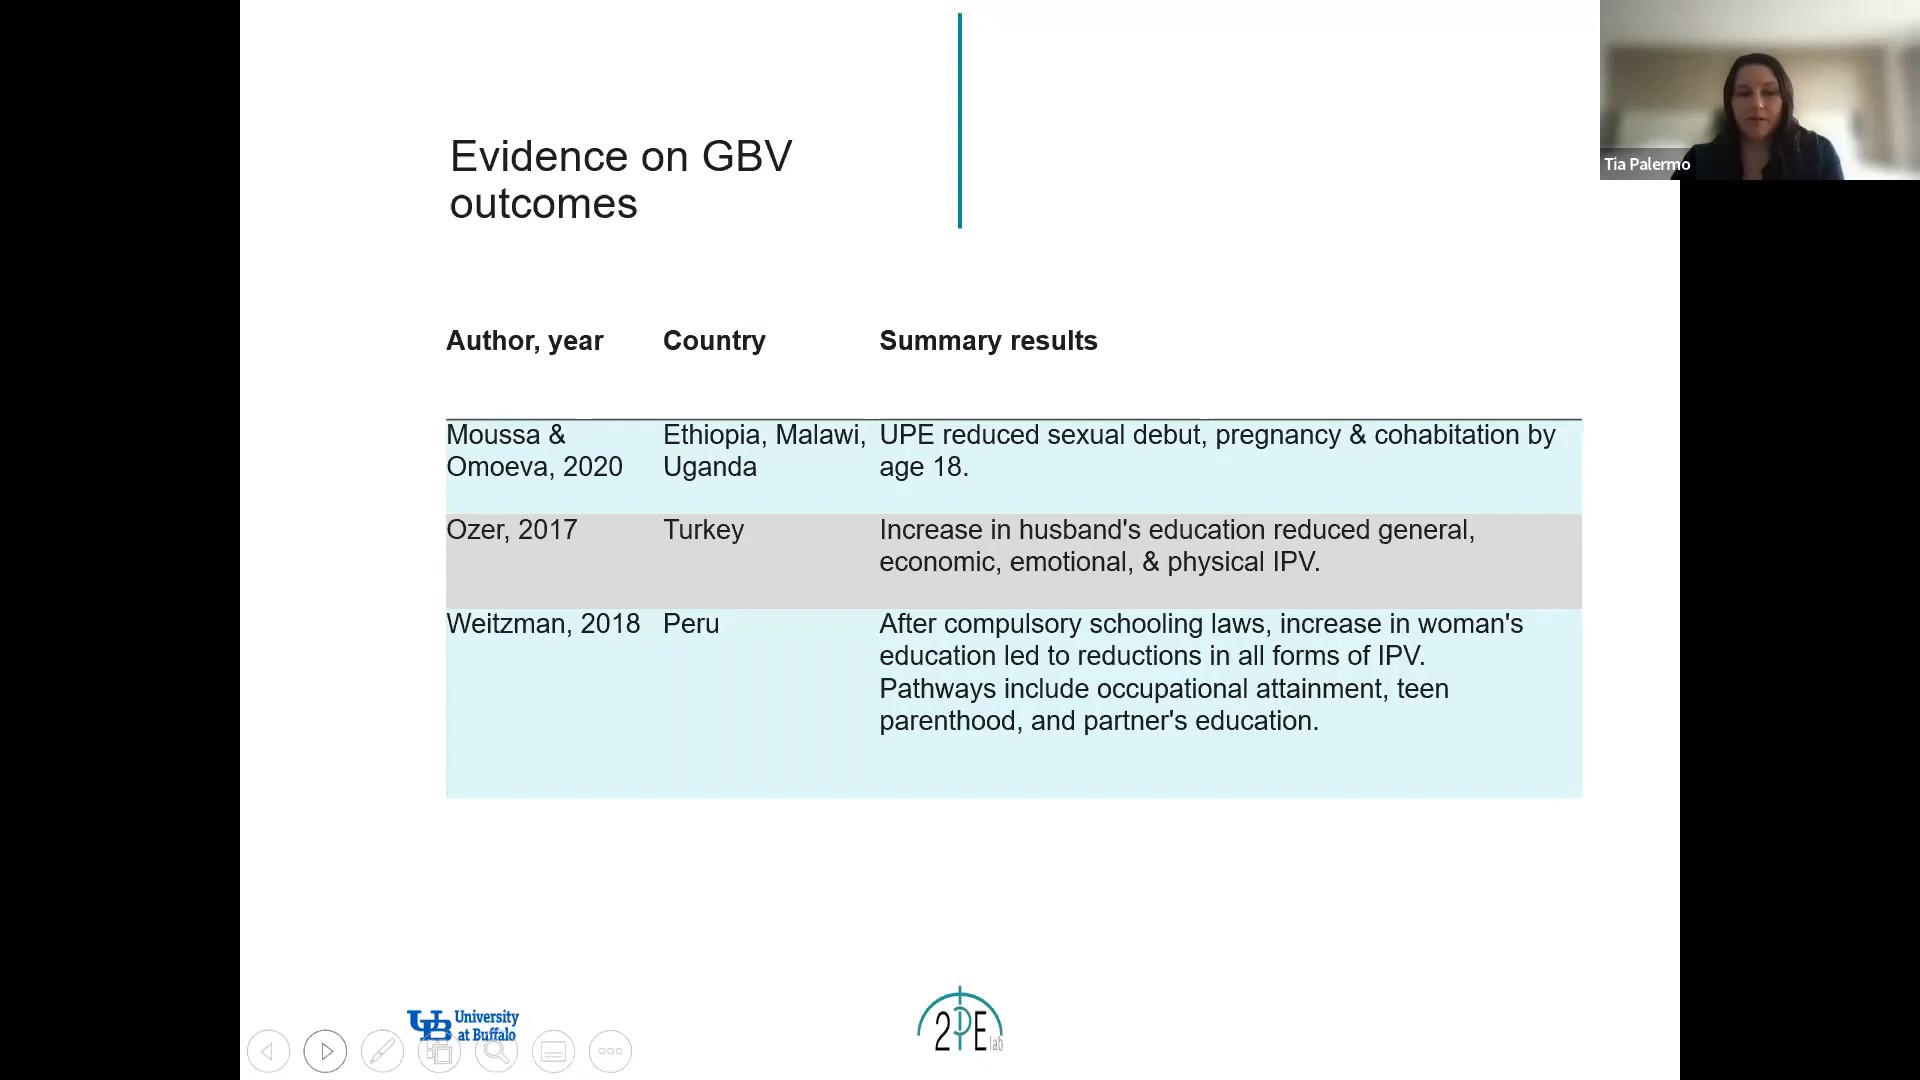 Evidence on GBV
outcomes
Tia Palermo
Author, year
Country
Summary results
Moussa &
Omoeva, 2020
Ethiopia, Malawi,
Uganda
UPE reduced sexual debut, pregnancy & cohabitation by
age 18.
Ozer, 2017
Turkey
Increase in husband's education reduced general,
economic, emotional, & physical IPV.
Weitzman, 2018
Peru
After compulsory schooling laws, increase in woman's
education led to reductions in all forms of IPV.
Pathways include occupational attainment, teen
parenthood, and partner's education.
UB University
at Buffalo
2PE lab